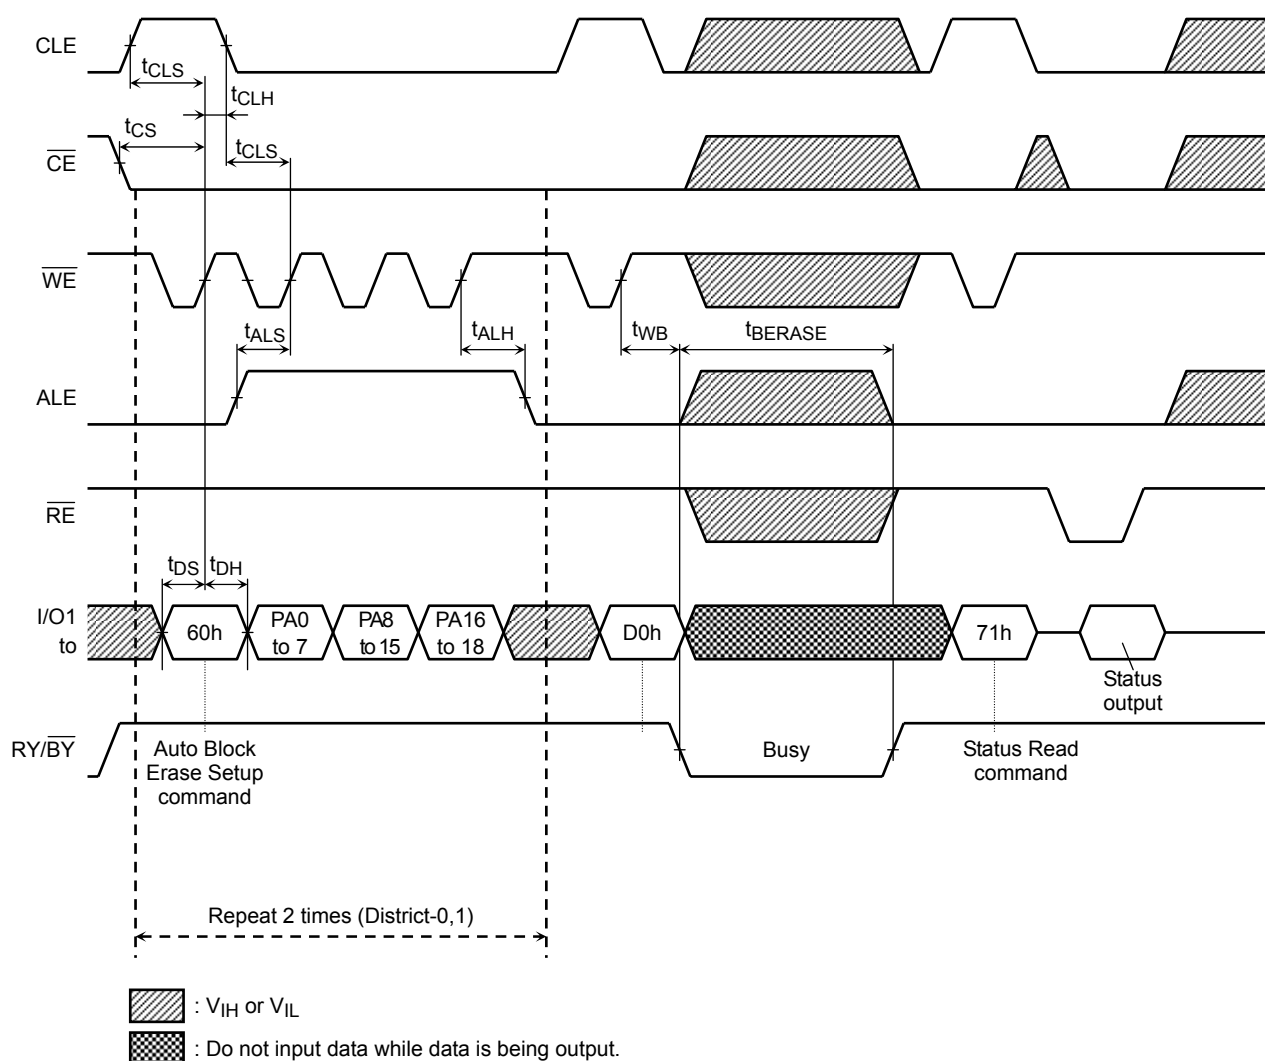 CLE
tCLS
tCLH
tCS
tCLS
CE
WE
tALS
tALH
tWB
tBERASE
ALE
RE
tDS
tDH
I/O1
to
60h
PA0
to 7
PA8
to 15
PA16
to 18
D0h
71h
Status
output
RY/BY
Auto Block
Erase Setup
command
Busy
Status Read
command
Repeat 2 times (District-0,1)
: VIH or VIL
: Do not input data while data is being output.